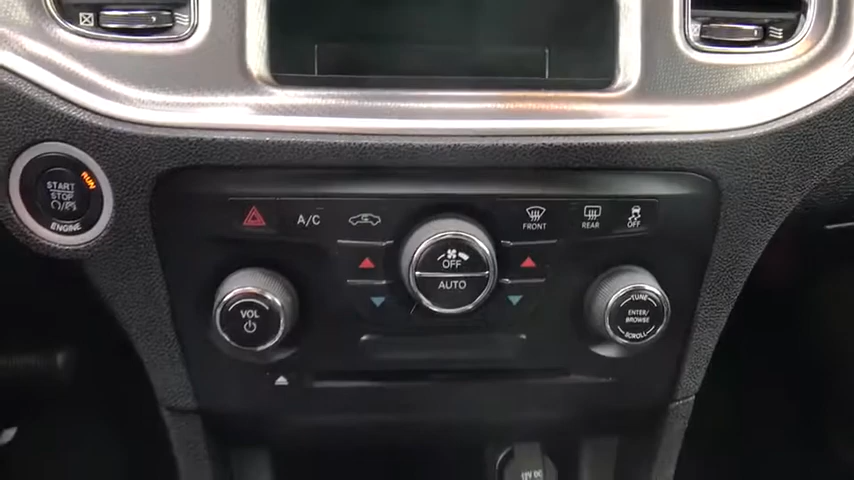 START
STOP
ENGINE
RUN
A/C
OFF
AUTO
FRONT
REAR
OFF
VOL
TUNE
ENTER/
BROWSE
SCROLL